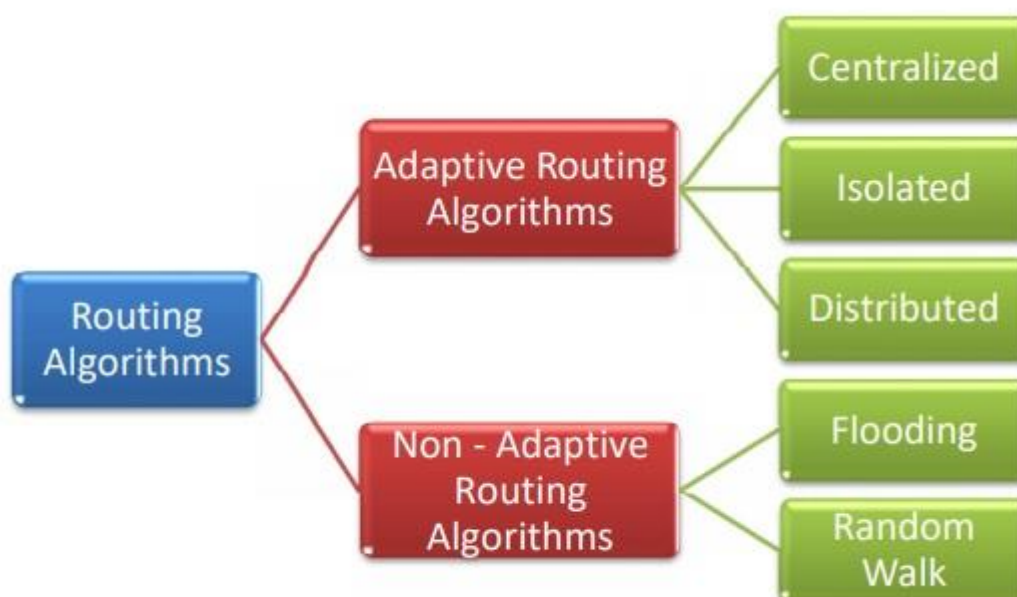 Routing
Algorithms
Adaptive Routing
Algorithms
Centralized
Isolated
Distributed
Non - Adaptive
Routing
Algorithms
Flooding
Random
Walk